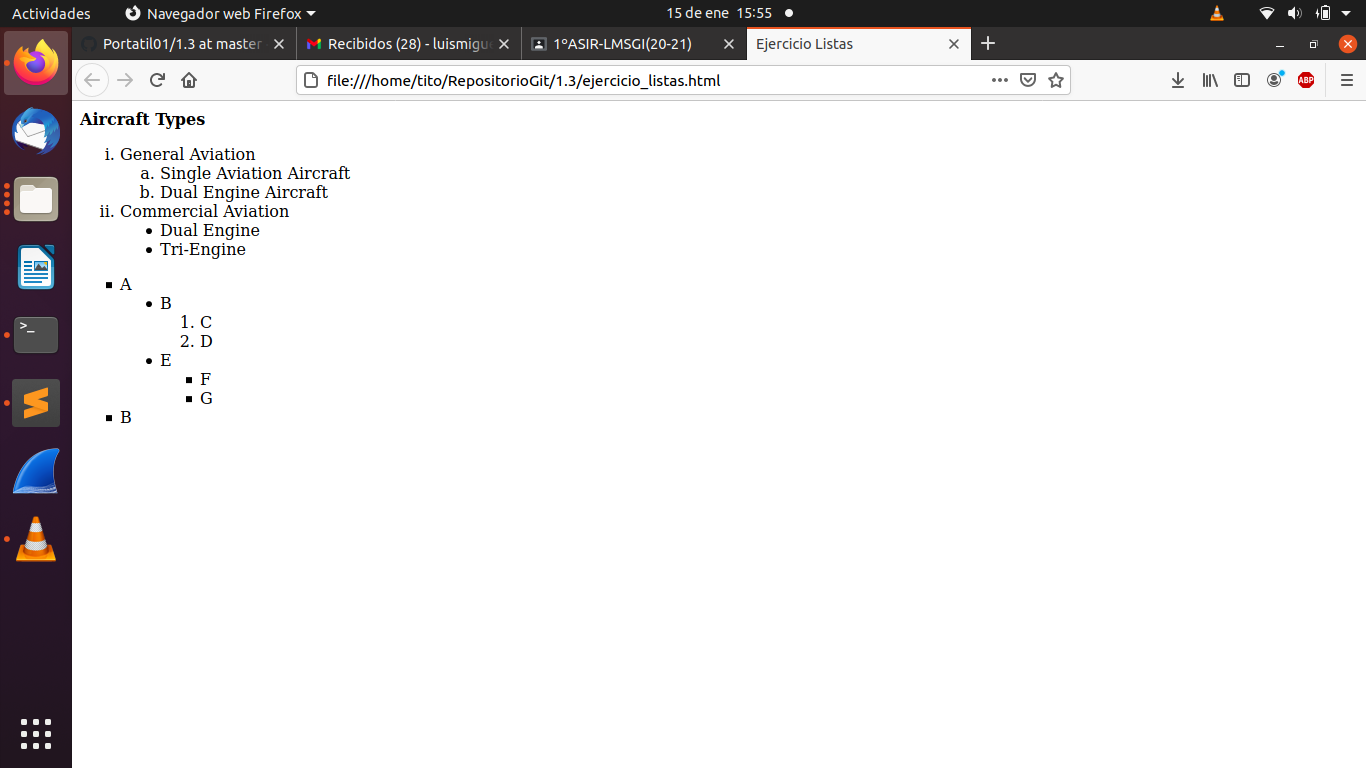 Actividades
Navegador web Firefox
15 de ene 15:55
Portatil01/1.3 at master
Recibidos (28) - luismigu
1ºASIR-LMSGI(20-21)
Ejercicio Listas
file:///home/tito/RepositorioGit/1.3/ejercicio_listas.html
ABP
Aircraft Types
i. General Aviation
a. Single Aviation Aircraft
b. Dual Engine Aircraft
ii. Commercial Aviation
• Dual Engine
• Tri-Engine
▪ A
• B
1. C
2. D
• E
▪ F
▪ G
▪ B
>_